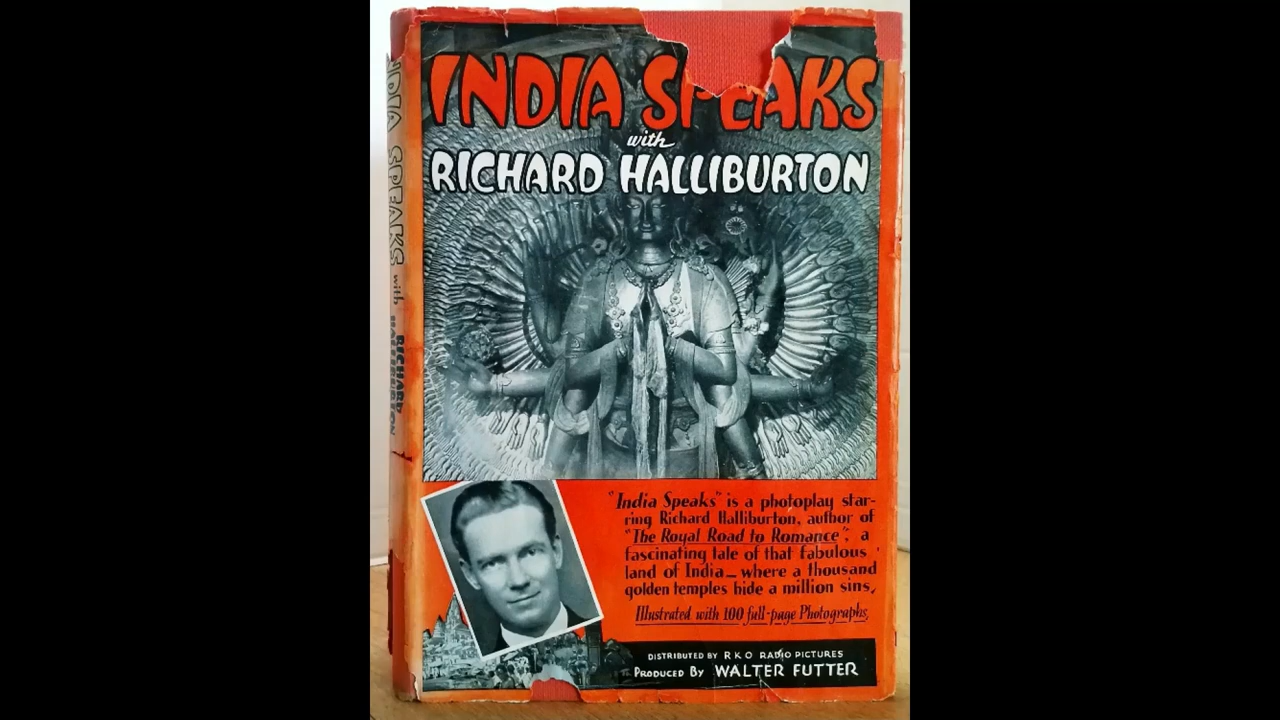 INDIA SPEAKS
with
RICHARD HALLIBURTON
"India Speaks" is a photoplay star-
ring Richard Halliburton, author of
"The Royal Road to Romance", a
fascinating tale of that fabulous
land of India — where a thousand
golden temples hide a million sins.
Illustrated with 100 full-page Photographs.
DISTRIBUTED BY RKO RADIO PICTURES
PRODUCED BY WALTER FUTTER
INDIA SPEAKS with RICHARD HALLIBURTON